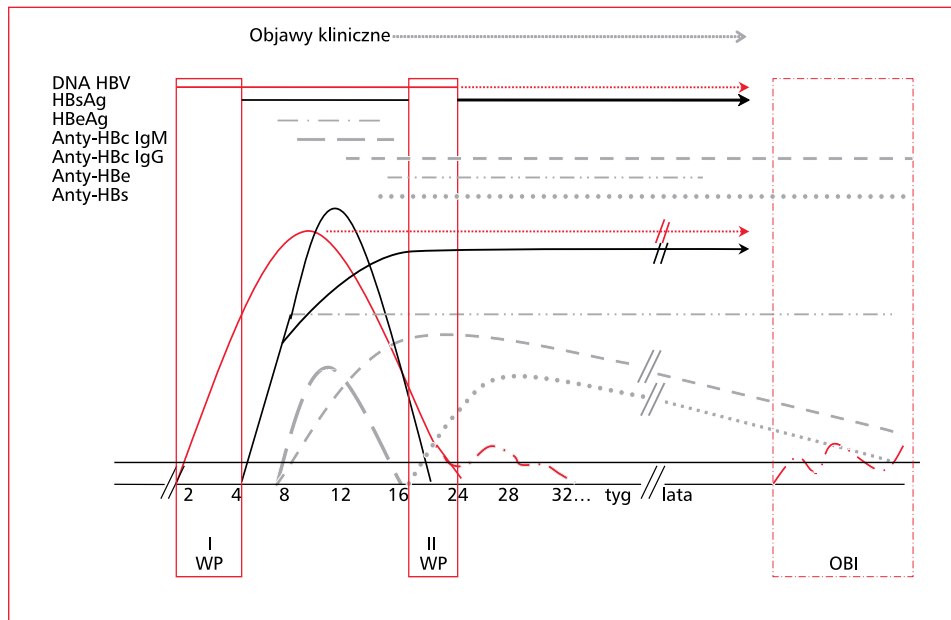 Objawy kliniczne
DNA HBV
HBsAg
HBeAg
Anty-HBc IgM
Anty-HBc IgG
Anty-HBe
Anty-HBs
2 4 8 12 16 24 28 32... tyg lata
I
WP
II
WP
OBI